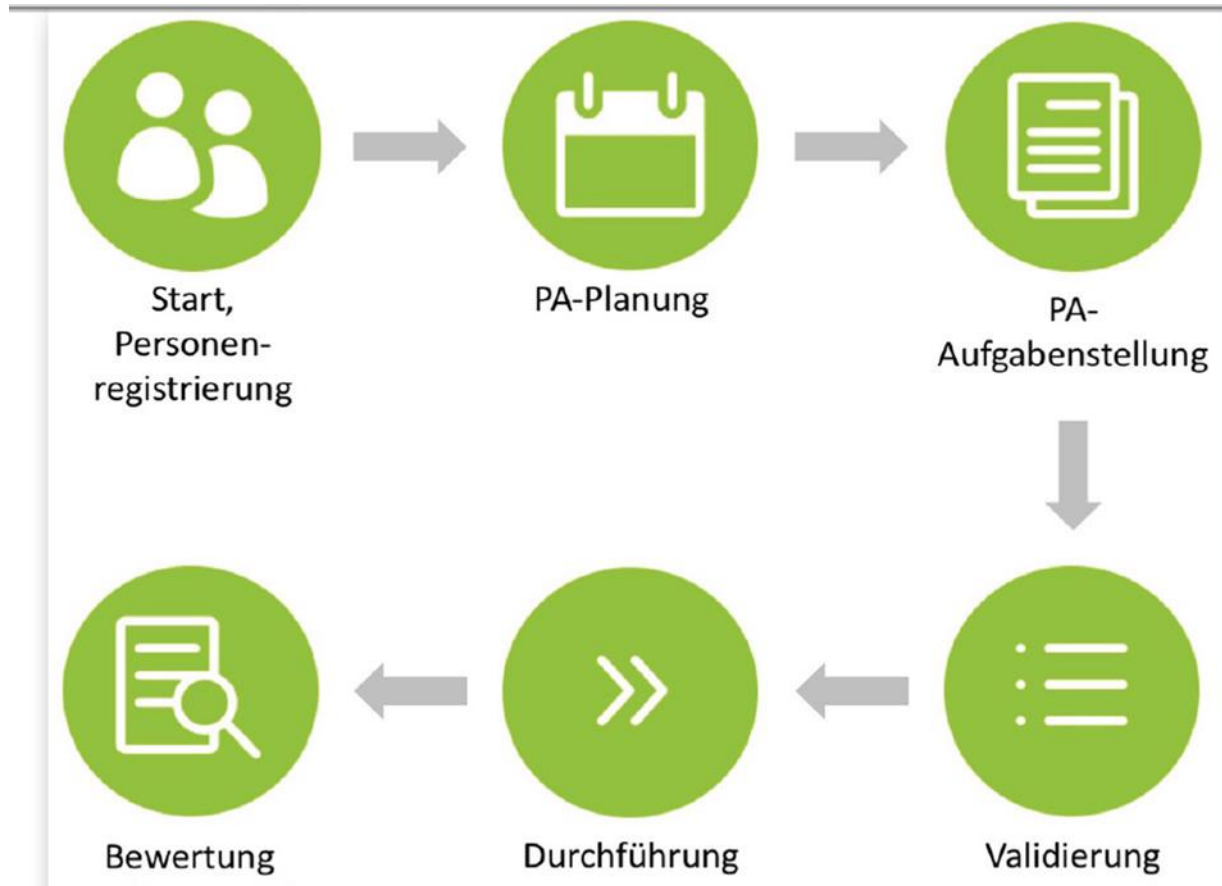 Start,
Personen-
registrierung
PA-Planung
PA-
Aufgabenstellung
Validierung
Durchführung
Bewertung